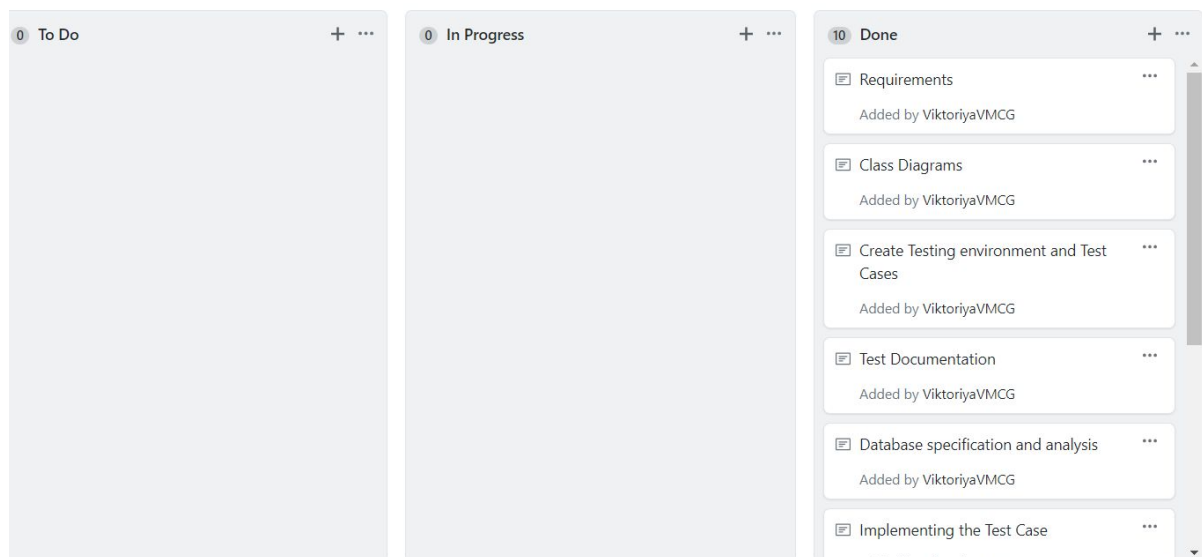 0 To Do
0 In Progress
10 Done
Requirements
Added by ViktoriyaVMCG
Class Diagrams
Added by ViktoriyaVMCG
Create Testing environment and Test
Cases
Added by ViktoriyaVMCG
Test Documentation
Added by ViktoriyaVMCG
Database specification and analysis
Added by ViktoriyaVMCG
Implementing the Test Case